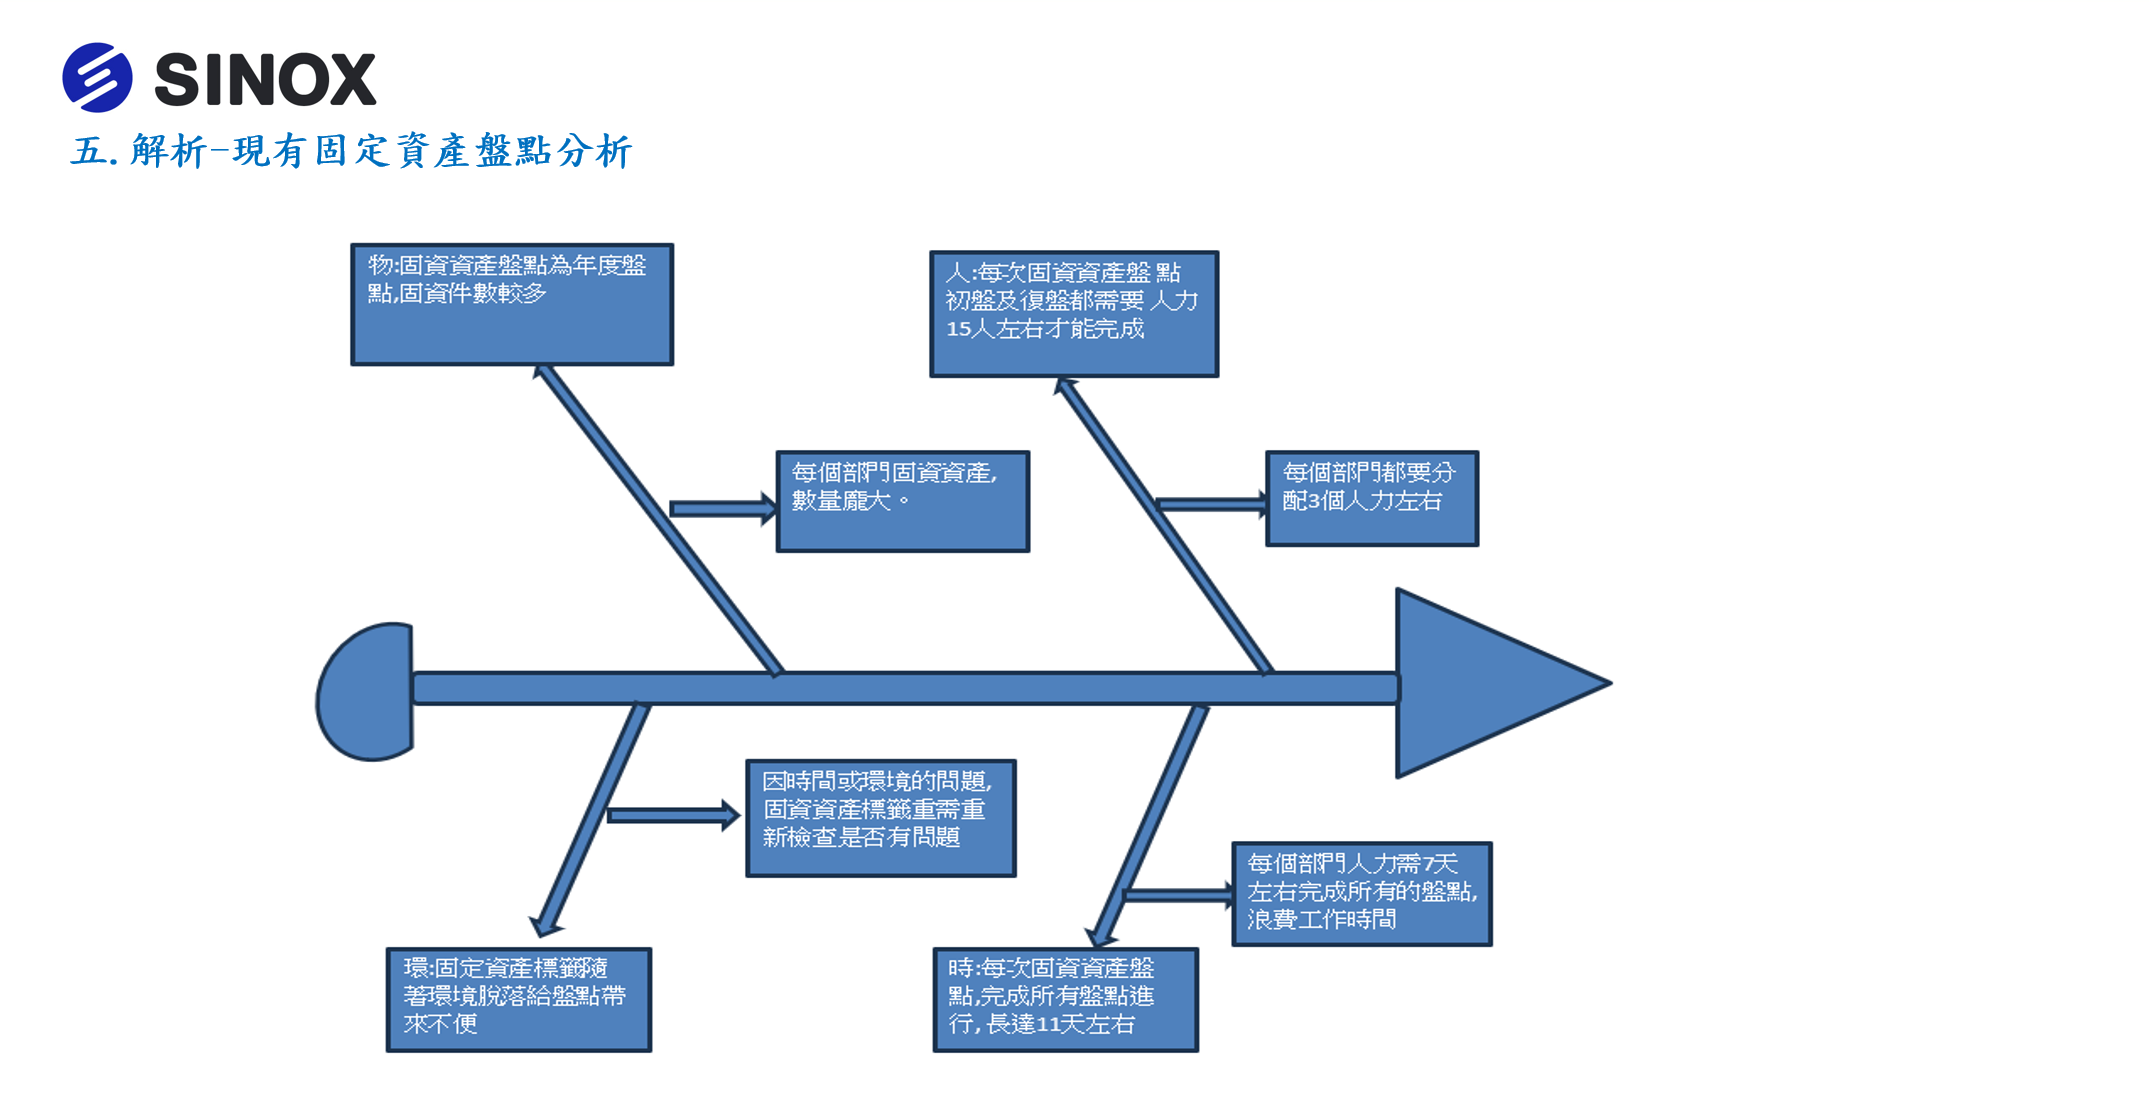 SINOX
五.解析-現有固定資產盤點分析
物:固資資產盤點為年度盤
點,固資件數較多
人:每次固資資產盤 點
初盤及復盤都需要 人力
15人左右才能完成
每個部門固資資產,
數量龐大。
每個部門都要分
配3個人力左右
因時間或環境的問題,
固資資產標籤重需重
新檢查是否有問題
每個部門人力需7天
左右完成所有的盤點,
浪費工作時間
環:固定資產標籤隨
著環境脫落給盤點帶
來不便
時:每次固資資產盤
點,完成所有盤點進
行, 長達11天左右